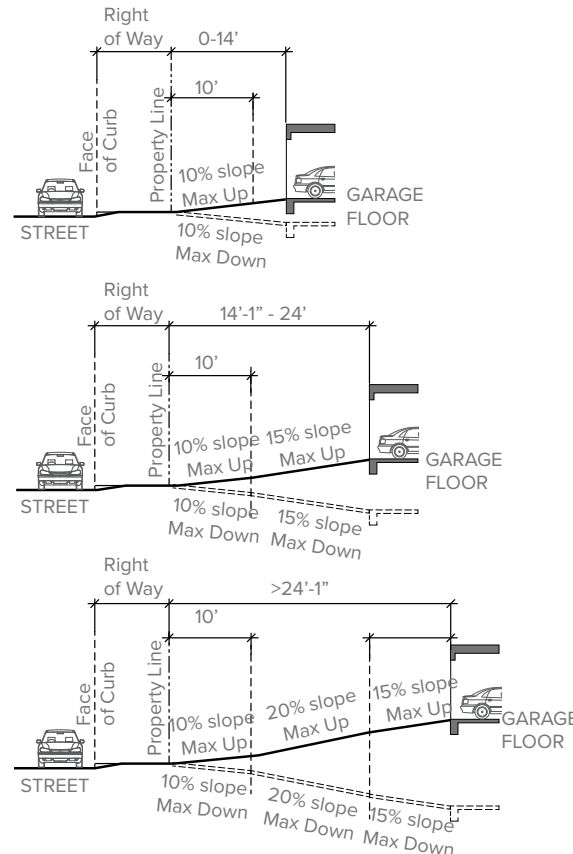 Right
of Way
0-14’
10’
Face
of Curb
Property Line
10% slope
Max Up
GARAGE
FLOOR
STREET
10% slope
Max Down
Right
of Way
14’-1” - 24’
10’
Face
of Curb
Property Line
10% slope
Max Up
15% slope
Max Up
GARAGE
FLOOR
STREET
10% slope
Max Down
15% slope
Max Down
Right
of Way
>24’-1”
10’
Face
of Curb
Property Line
10% slope
Max Up
20% slope
Max Up
15% slope
Max Up
GARAGE
FLOOR
STREET
10% slope
Max Down
20% slope
Max Down
15% slope
Max Down